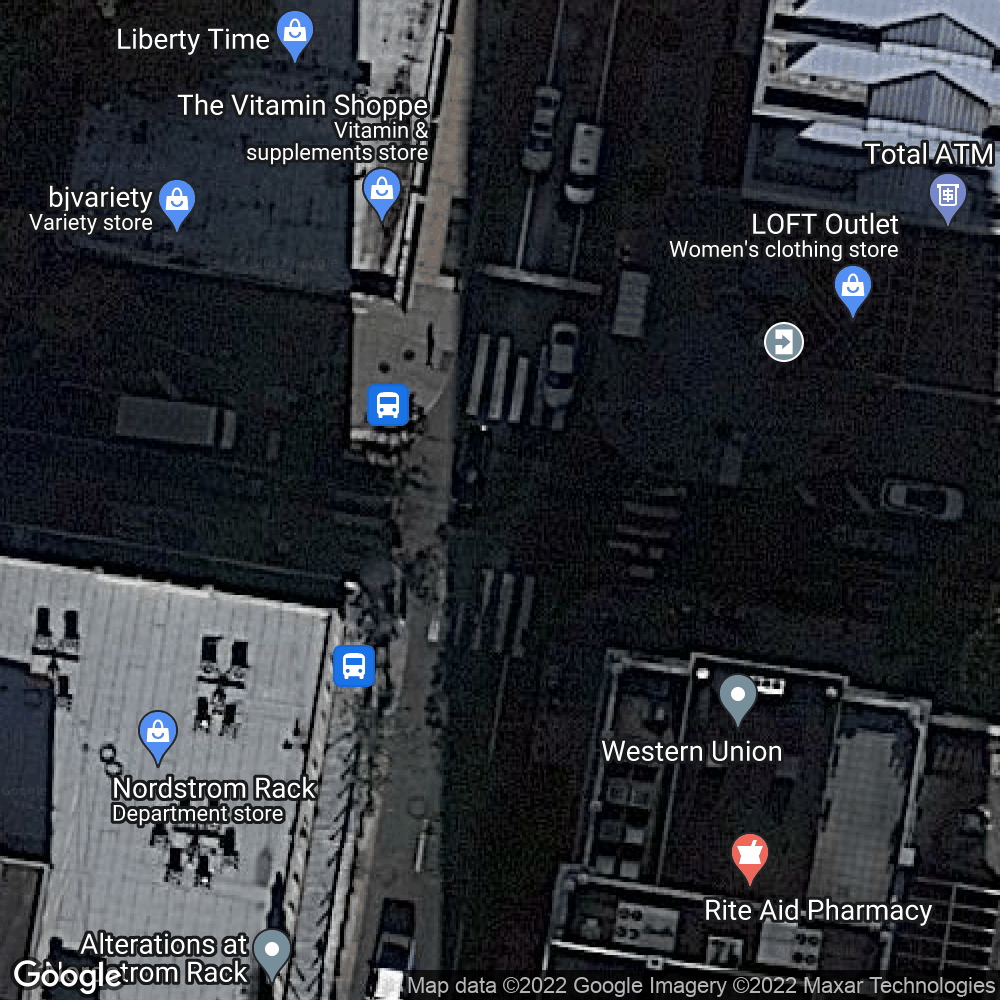 Liberty Time
The Vitamin Shoppe
Vitamin &
supplements store
Total ATM
bjvariety
Variety store
LOFT Outlet
Women's clothing store
Western Union
Nordstrom Rack
Department store
Rite Aid Pharmacy
Alterations at
Nordstrom Rack
Google
Map data ©2022 Google Imagery ©2022 Maxar Technologies